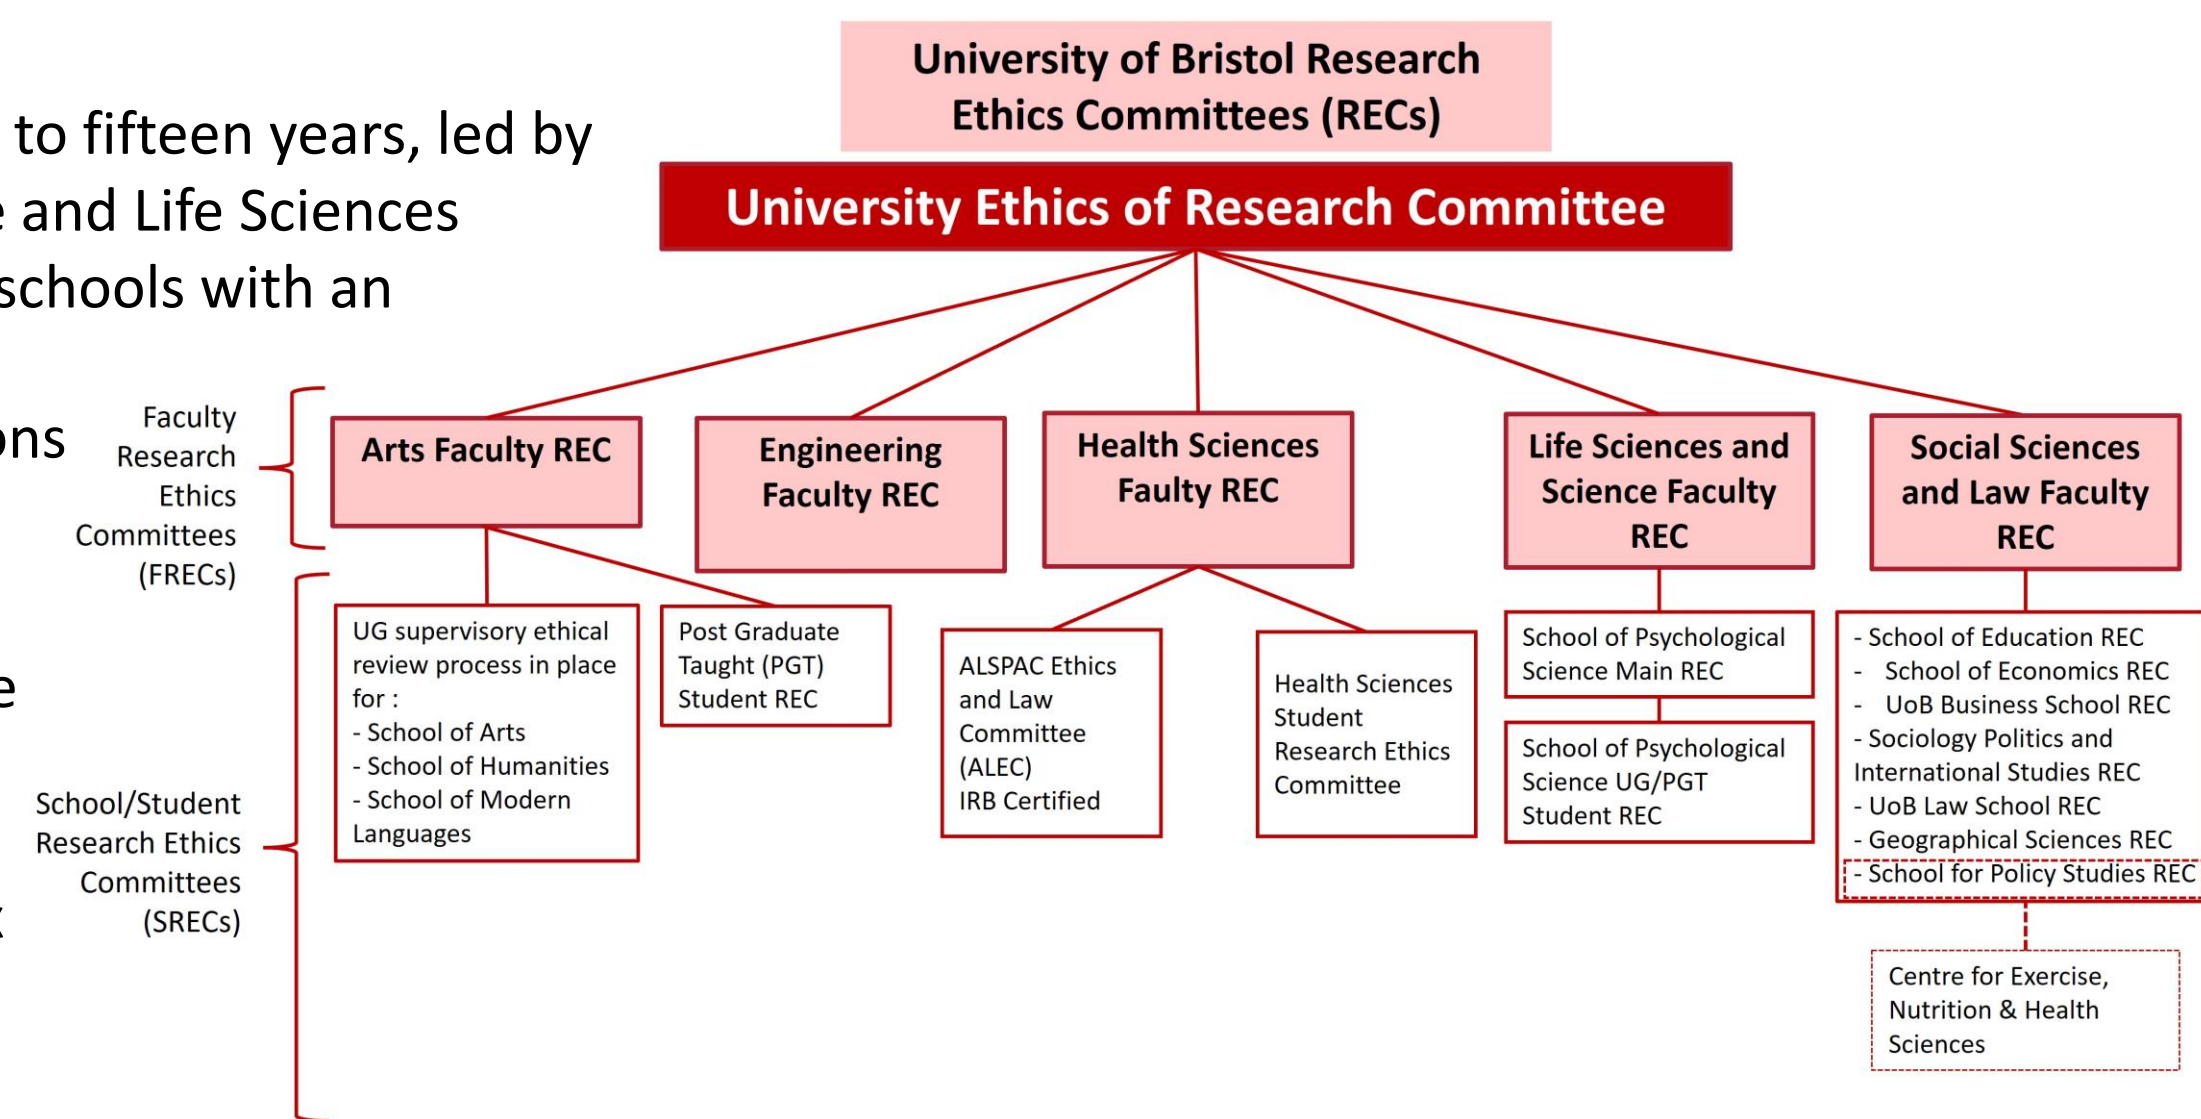 University of Bristol Research
Ethics Committees (RECs)
University Ethics of Research Committee
to fifteen years, led by
and Life Sciences
schools with an
Faculty
Research
Ethics
Committees
(FRECs)
Arts Faculty REC
Engineering
Faculty REC
Health Sciences
Faulty REC
Life Sciences and
Science Faculty
REC
Social Sciences
and Law Faculty
REC
School/Student
Research Ethics
Committees
(SRECs)
UG supervisory ethical
review process in place
for :
- School of Arts
- School of Humanities
- School of Modern
Languages
Post Graduate
Taught (PGT)
Student REC
ALSPAC Ethics
and Law
Committee
(ALEC)
IRB Certified
Health Sciences
Student
Research Ethics
Committee
School of Psychological
Science Main REC
School of Psychological
Science UG/PGT
Student REC
- School of Education REC
- School of Economics REC
- UoB Business School REC
- Sociology Politics and
International Studies REC
- UoB Law School REC
- Geographical Sciences REC
- School for Policy Studies REC
Centre for Exercise,
Nutrition & Health
Sciences